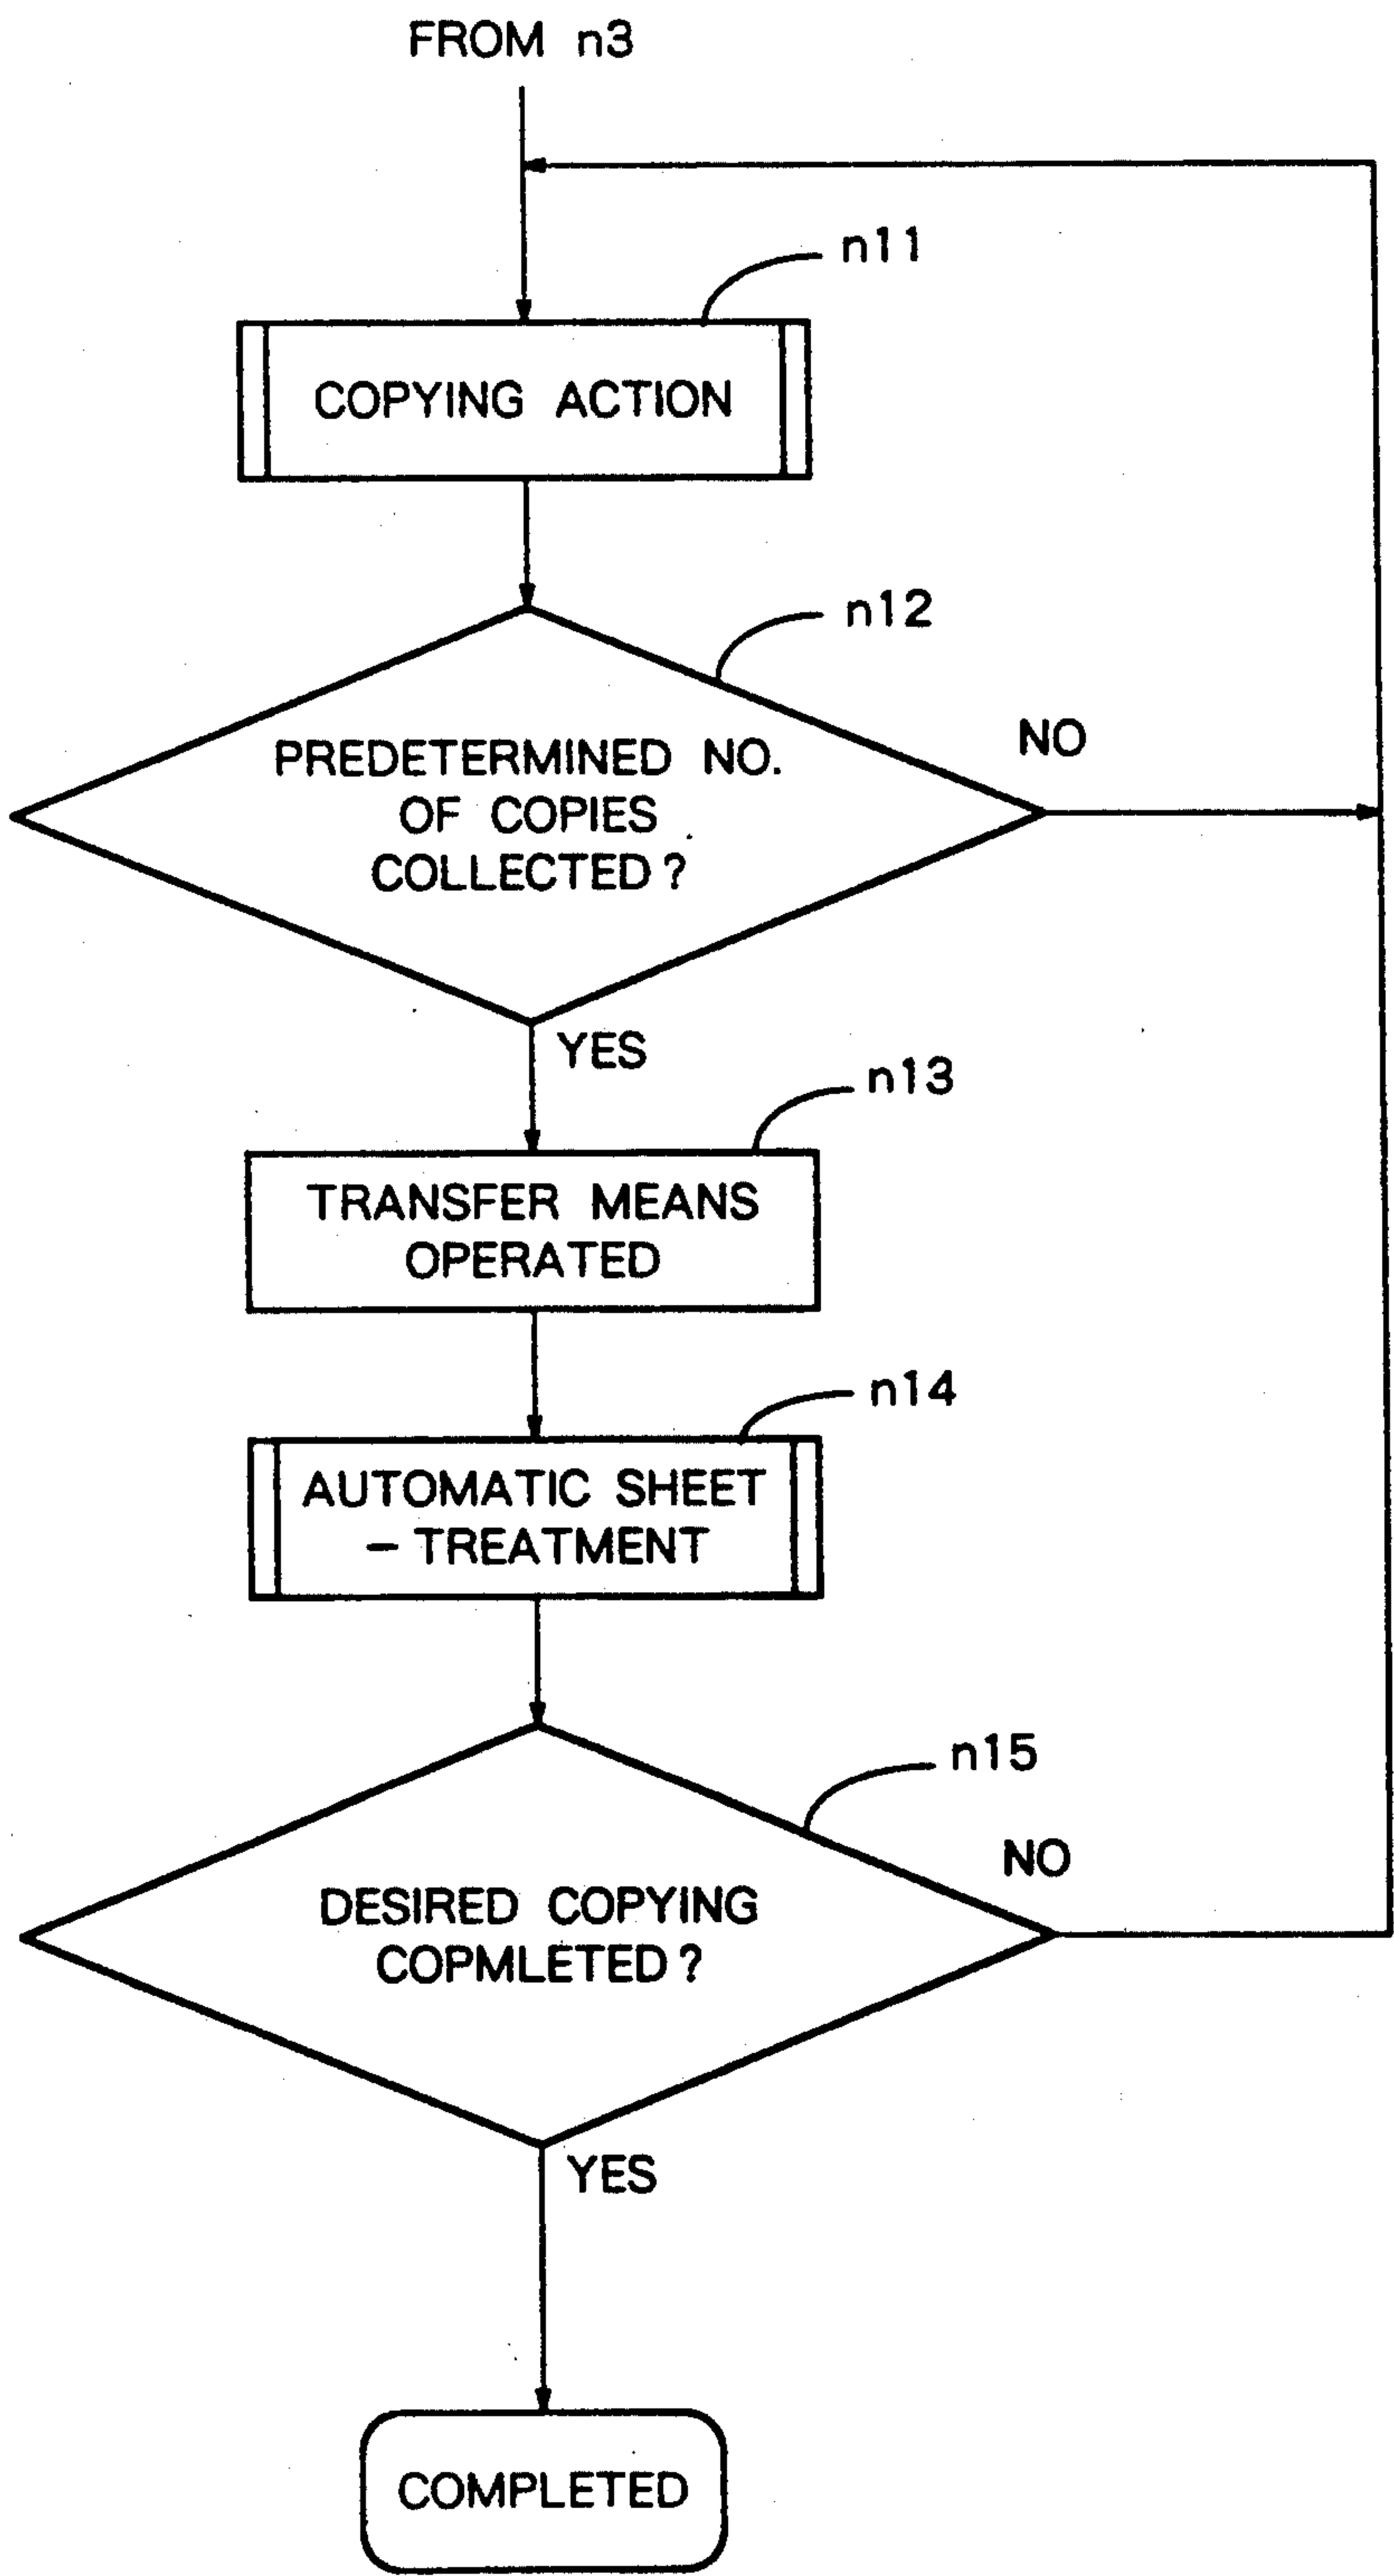 FROM n3
n11
COPYING ACTION
n12
NO
PREDETERMINED NO.
OF COPIES
COLLECTED ?
YES
n13
TRANSFER MEANS
OPERATED
n14
AUTOMATIC SHEET
– TREATMENT
n15
NO
DESIRED COPYING
COPMLETED ?
YES
COMPLETED